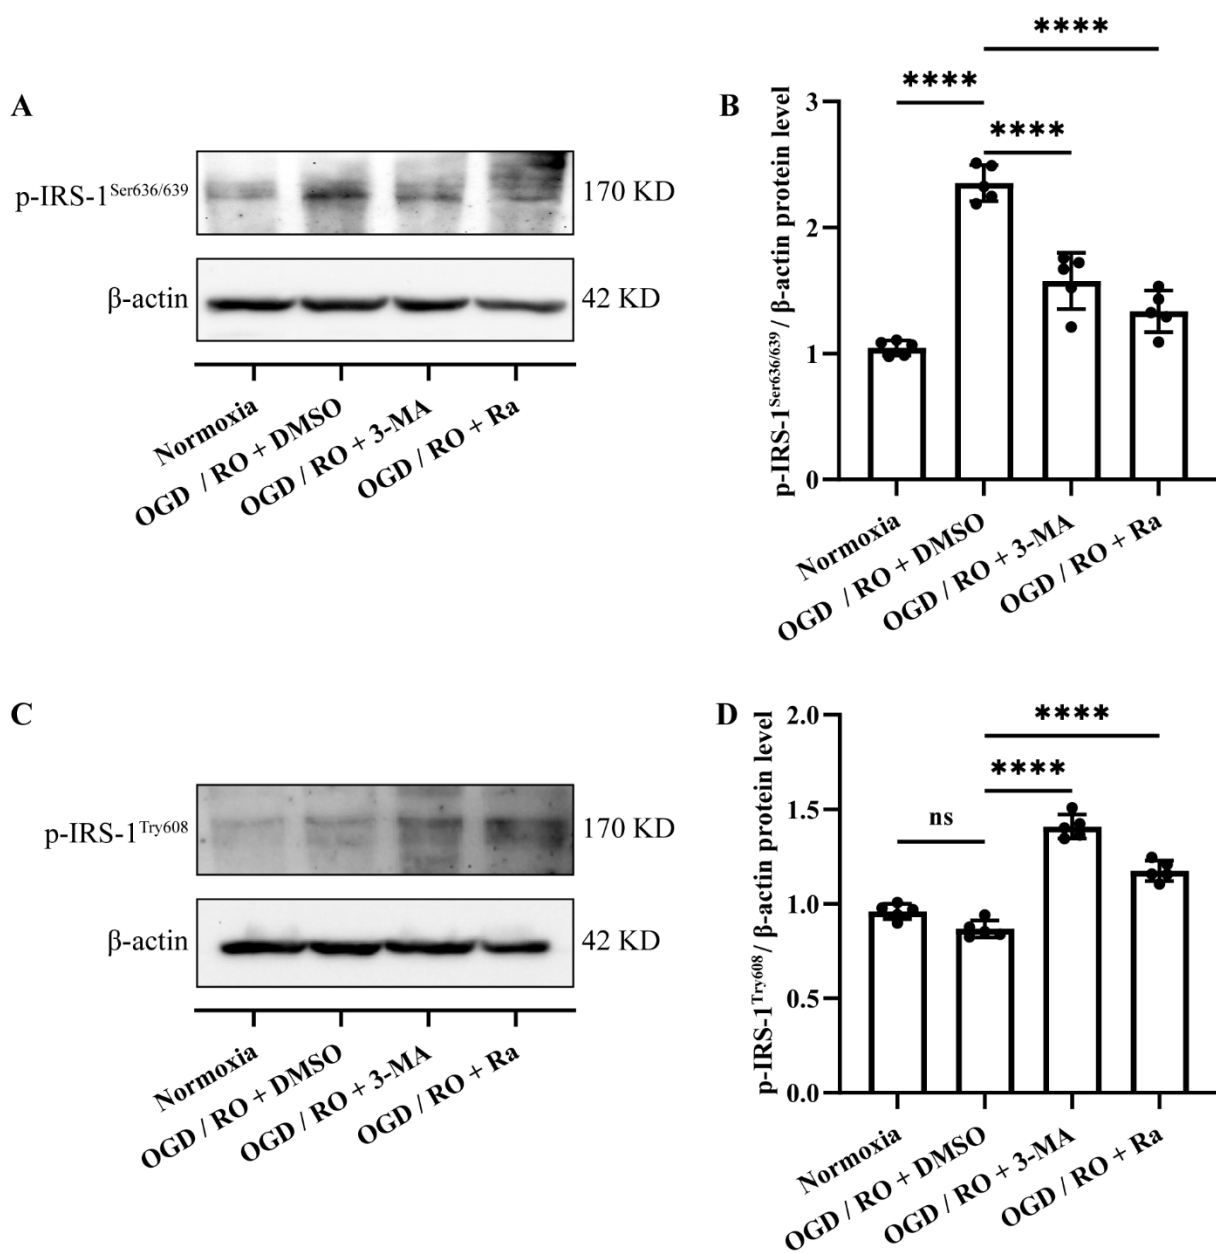 A
p-IRS-1Ser636/639
170 KD
β-actin
42 KD
Normoxia
OGD / RO + DMSO
OGD / RO + 3-MA
OGD / RO + Ra
B
****
****
****
p-IRS-1Ser636/639 / β-actin protein level
3
2
1
0
Normoxia
OGD / RO + DMSO
OGD / RO + 3-MA
OGD / RO + Ra
C
p-IRS-1Try608
170 KD
β-actin
42 KD
Normoxia
OGD / RO + DMSO
OGD / RO + 3-MA
OGD / RO + Ra
D
****
****
ns
p-IRS-1Try608/ β-actin protein level
2.0
1.5
1.0
0.5
0.0
Normoxia
OGD / RO + DMSO
OGD / RO + 3-MA
OGD / RO + Ra